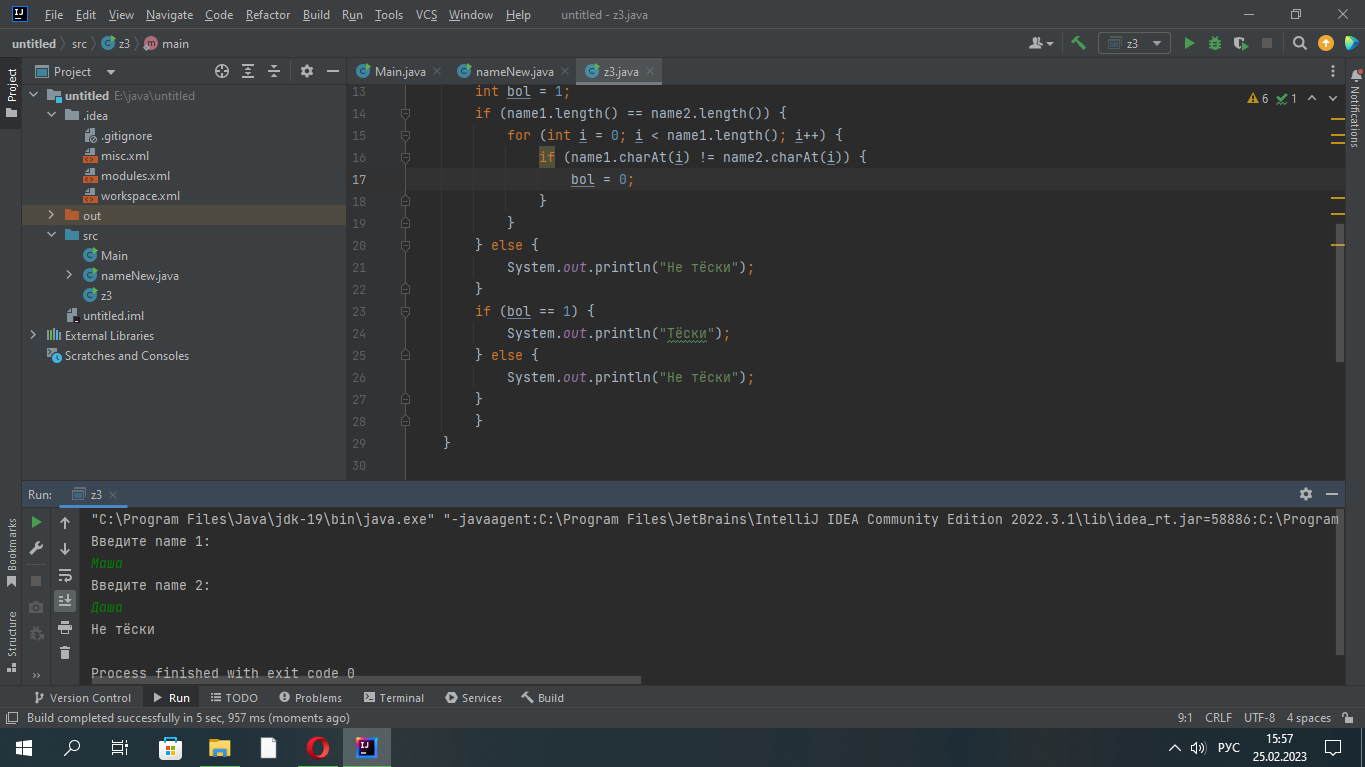 File Edit View Navigate Code Refactor Build Run Tools VCS Window Help untitled - z3.java
untitled src z3 main
z3
Project
Main.java nameNew.java z3.java
Project
untitled E:\java\untitled
.idea
.gitignore
misc.xml
modules.xml
workspace.xml
out
src
Main
nameNew.java
z3
untitled.iml
External Libraries
Scratches and Consoles
6 1
13 int bol = 1;
14 if (name1.length() == name2.length()) {
15 for (int i = 0; i < name1.length(); i++) {
16 if (name1.charAt(i) != name2.charAt(i)) {
17 bol = 0;
18 }
19 }
20 } else {
21 System.out.println("Не тёски");
22 }
23 if (bol == 1) {
24 System.out.println("Тёски");
25 } else {
26 System.out.println("Не тёски");
27 }
28 }
29 }
30
Notifications
Run: z3
"C:\Program Files\Java\jdk-19\bin\java.exe" "-javaagent:C:\Program Files\JetBrains\IntelliJ IDEA Community Edition 2022.3.1\lib\idea_rt.jar=58886:C:\Program
Введите name 1:
Маша
Введите name 2:
Даша
Не тёски
Process finished with exit code 0
Bookmarks
Structure
Version Control Run TODO Problems Terminal Services Build
Build completed successfully in 5 sec, 957 ms (moments ago)
9:1 CRLF UTF-8 4 spaces
IJ
РУС
15:57
25.02.2023